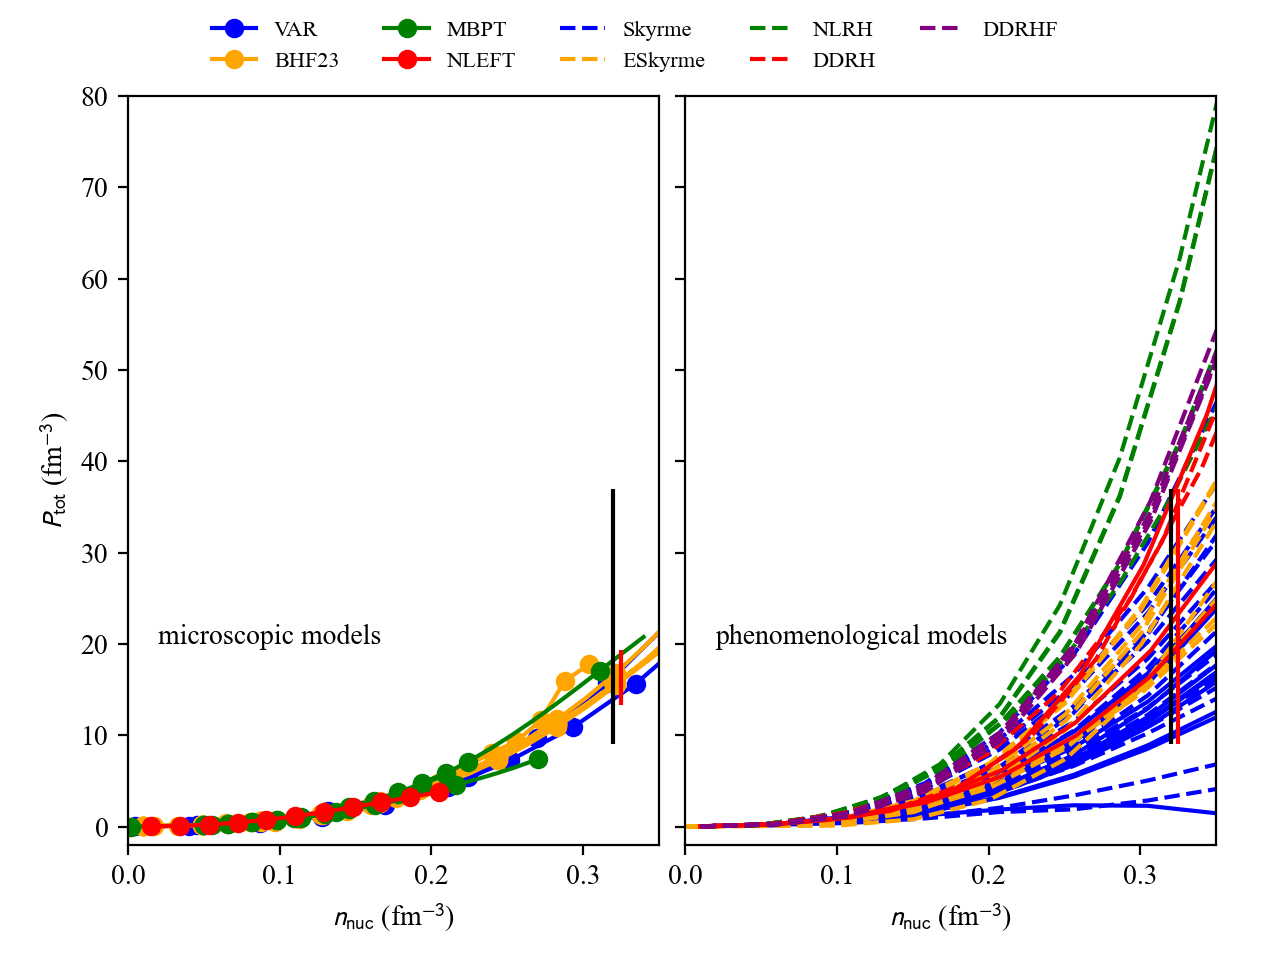 VAR MBPT Skyrme NLRH DDRHF
BHF23 NLEFT ESkyrme DDRH
80
70
60
50
40
30
20
10
0
P_tot (fm⁻³)
microscopic models
phenomenological models
0.0 0.1 0.2 0.3 0.0 0.1 0.2 0.3
n_nuc (fm⁻³) n_nuc (fm⁻³)